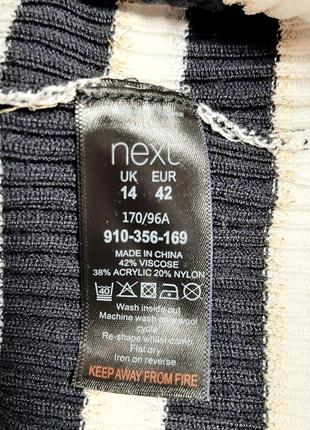 next
UK EUR
14 42
170/96A
910-356-169
MADE IN CHINA
42% VISCOSE
38% ACRYLIC 20% NYLON
40
Wash inside out
Machine wash
cycle
Re-shape whilst damp
Flat dry
Iron on reverse
KEEP AWAY FROM FIRE